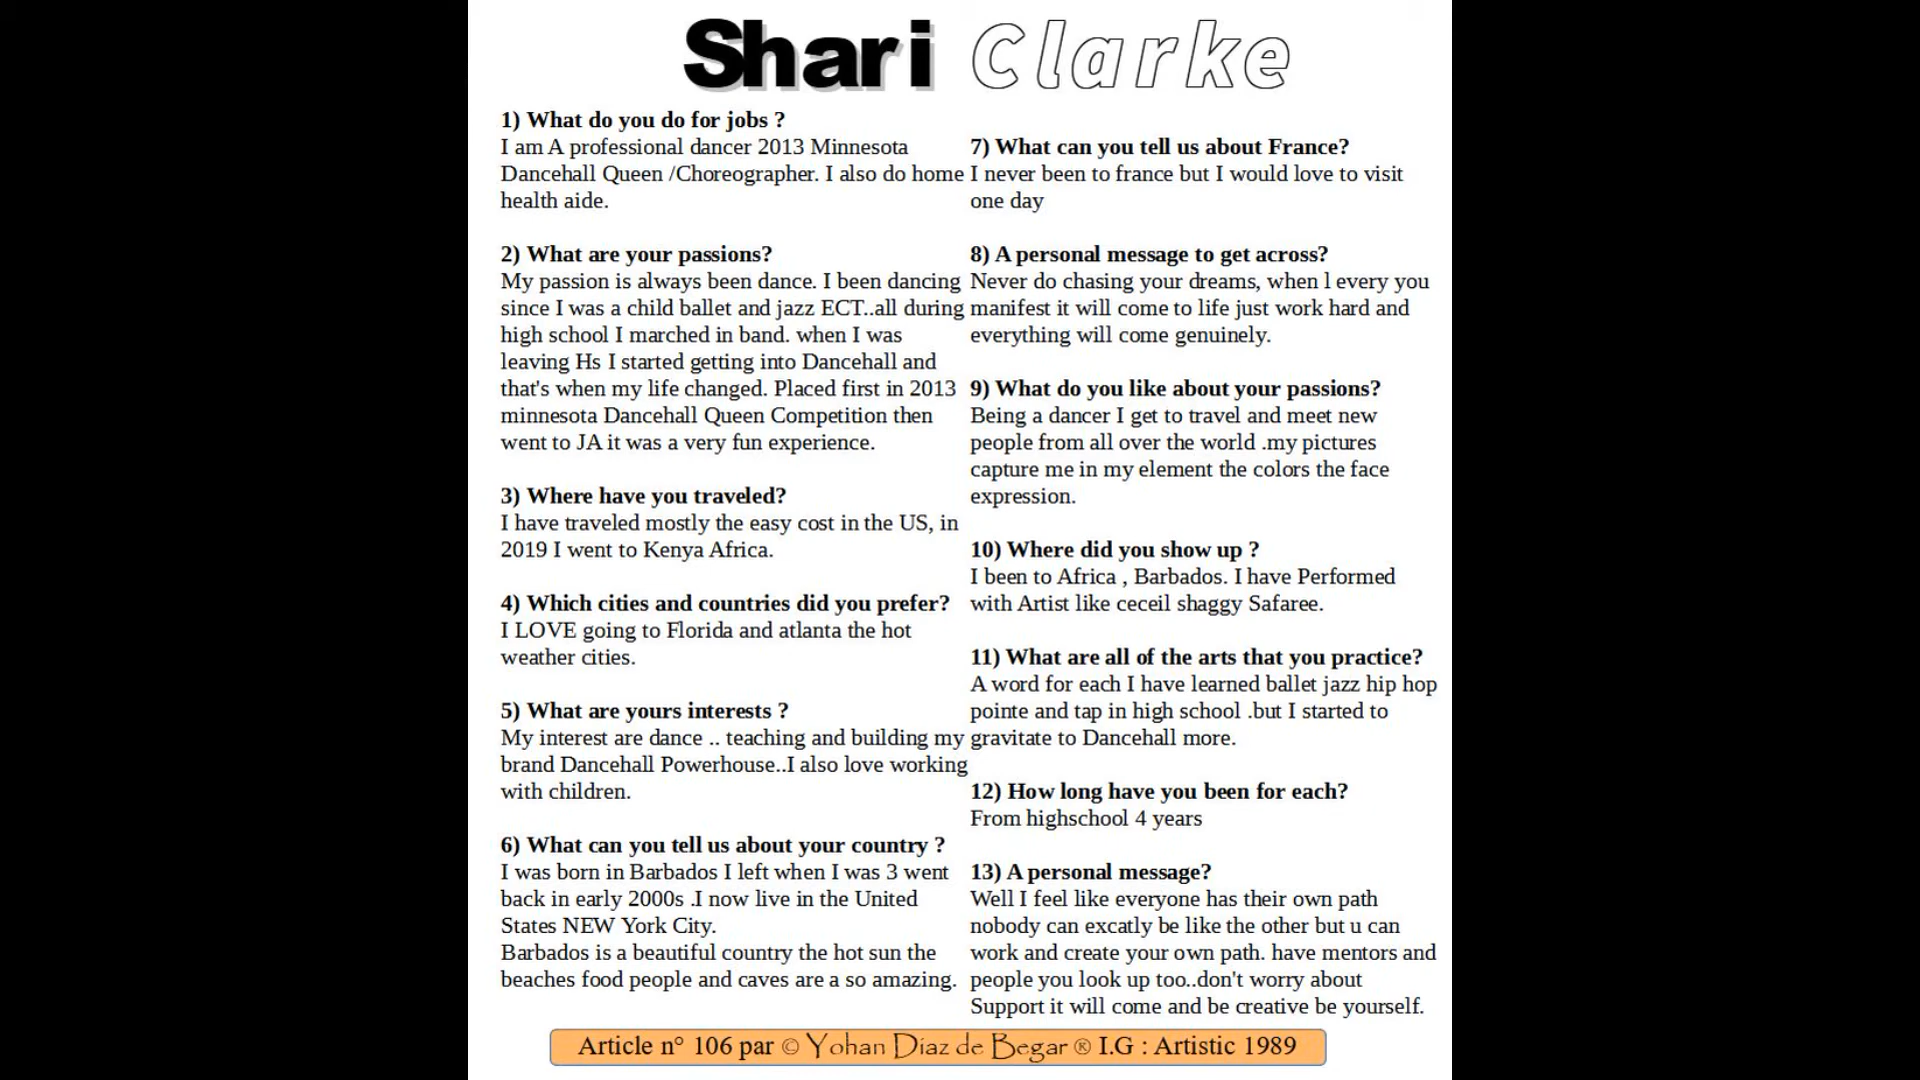 Shari Clarke
1) What do you do for jobs ?
I am A professional dancer 2013 Minnesota
Dancehall Queen /Choreographer. I also do home
health aide.
2) What are your passions?
My passion is always been dance. I been dancing
since I was a child ballet and jazz ECT..all during
high school I marched in band. when I was
leaving Hs I started getting into Dancehall and
that's when my life changed. Placed first in 2013
minnesota Dancehall Queen Competition then
went to JA it was a very fun experience.
3) Where have you traveled?
I have traveled mostly the easy cost in the US, in
2019 I went to Kenya Africa.
4) Which cities and countries did you prefer?
I LOVE going to Florida and atlanta the hot
weather cities.
5) What are yours interests ?
My interest are dance .. teaching and building my
brand Dancehall Powerhouse..I also love working
with children.
6) What can you tell us about your country ?
I was born in Barbados I left when I was 3 went
back in early 2000s .I now live in the United
States NEW York City.
Barbados is a beautiful country the hot sun the
beaches food people and caves are a so amazing.
7) What can you tell us about France?
I never been to france but I would love to visit
one day
8) A personal message to get across?
Never do chasing your dreams, when l every you
manifest it will come to life just work hard and
everything will come genuinely.
9) What do you like about your passions?
Being a dancer I get to travel and meet new
people from all over the world .my pictures
capture me in my element the colors the face
expression.
10) Where did you show up ?
I been to Africa , Barbados. I have Performed
with Artist like ceceil shaggy Safaree.
11) What are all of the arts that you practice?
A word for each I have learned ballet jazz hip hop
pointe and tap in high school .but I started to
gravitate to Dancehall more.
12) How long have you been for each?
From highschool 4 years
13) A personal message?
Well I feel like everyone has their own path
nobody can excatly be like the other but u can
work and create your own path. have mentors and
people you look up too..don't worry about
Support it will come and be creative be yourself.
Article n° 106 par © Yohan Diaz de Begar ® I.G : Artistic 1989